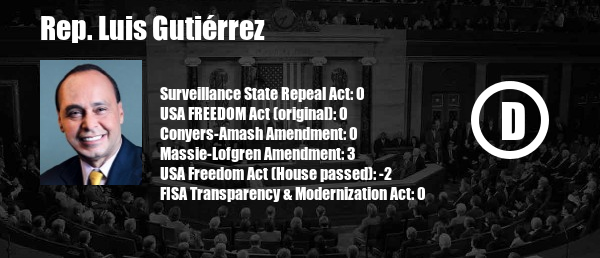 Rep. Luis Gutiérrez
Surveillance State Repeal Act: 0
USA FREEDOM Act (original): 0
Conyers-Amash Amendment: 0
Massie-Lofgren Amendment: 3
USA Freedom Act (House passed): -2
FISA Transparency & Modernization Act: 0
D